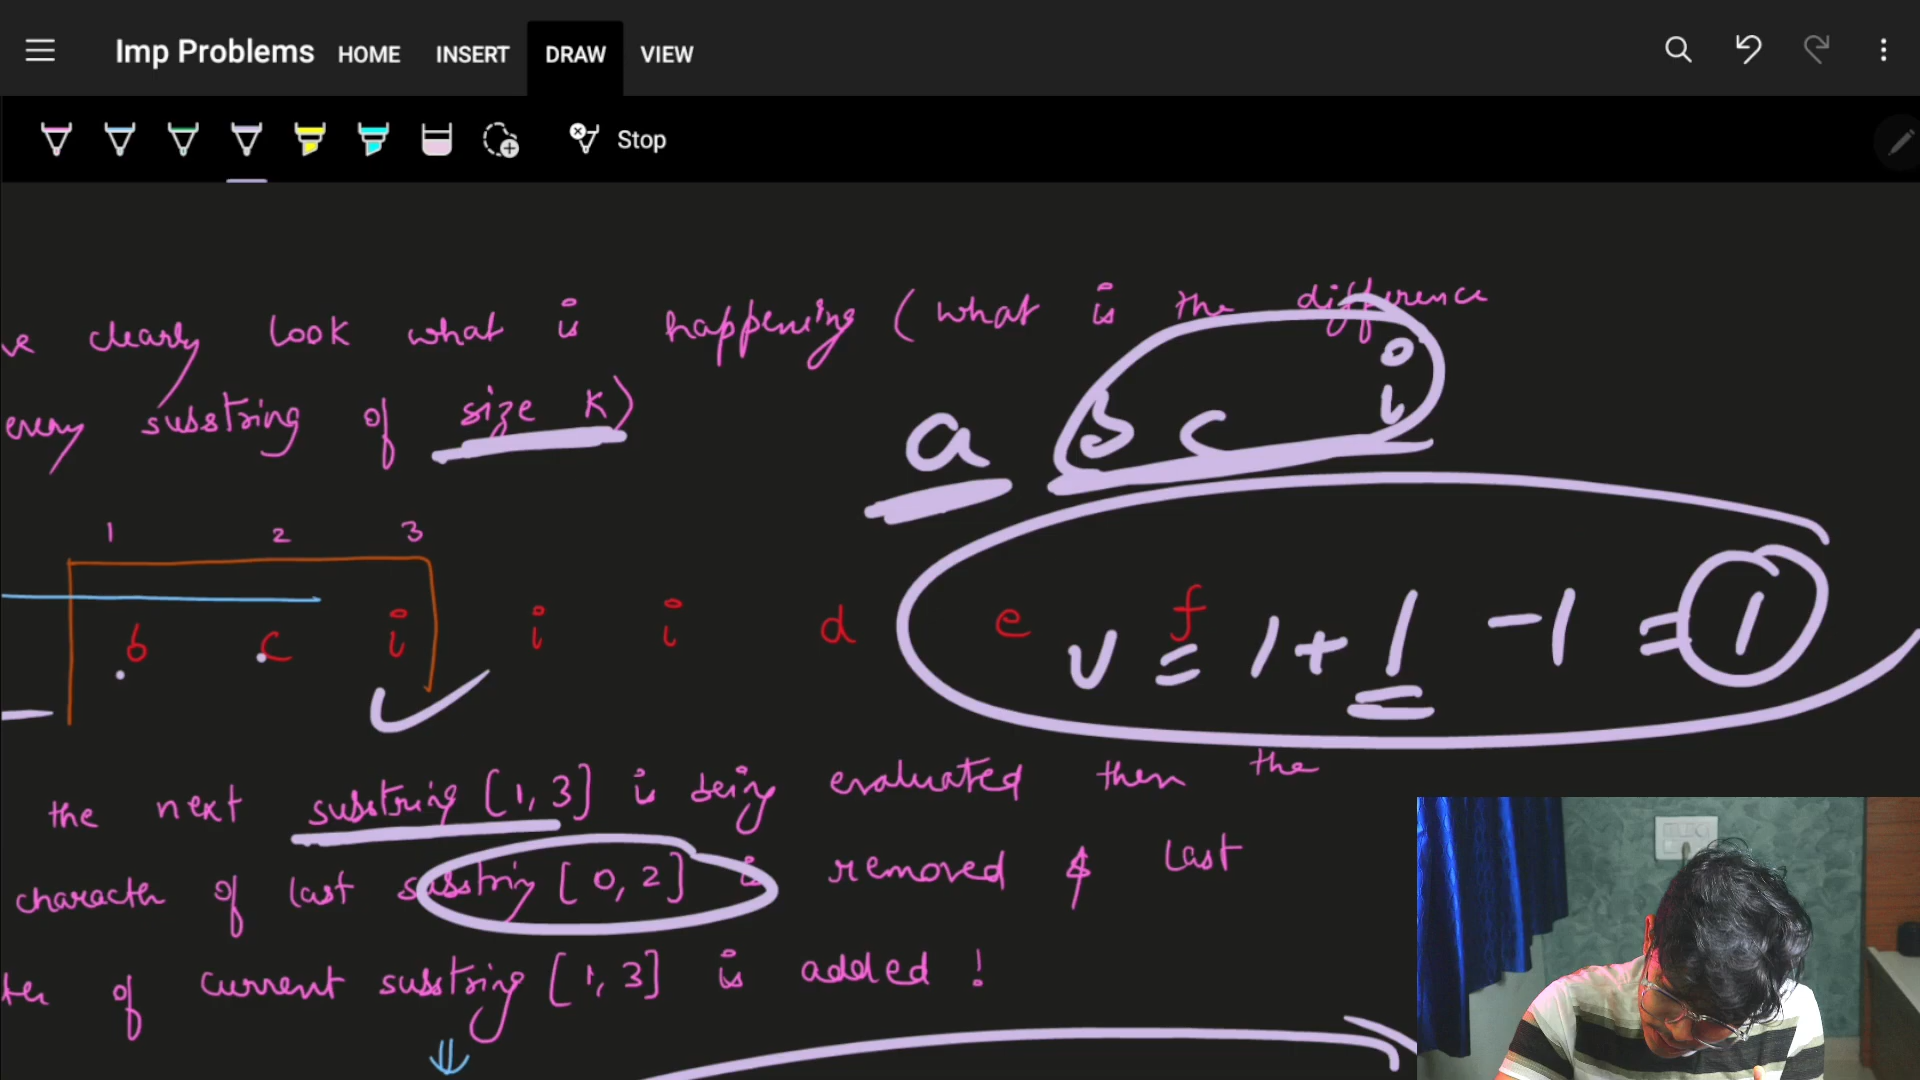 Imp Problems HOME INSERT DRAW VIEW
Stop
ve clearly look what is happening (what is the difference
every substring of size K)
a b c i
1 2 3
b c i i i d e f
V = 1 + 1 - 1 = 1
the next substring [1, 3] is being evaluated then the
character of last substring [0, 2] is removed & last
ter of current substring [1, 3] is added !